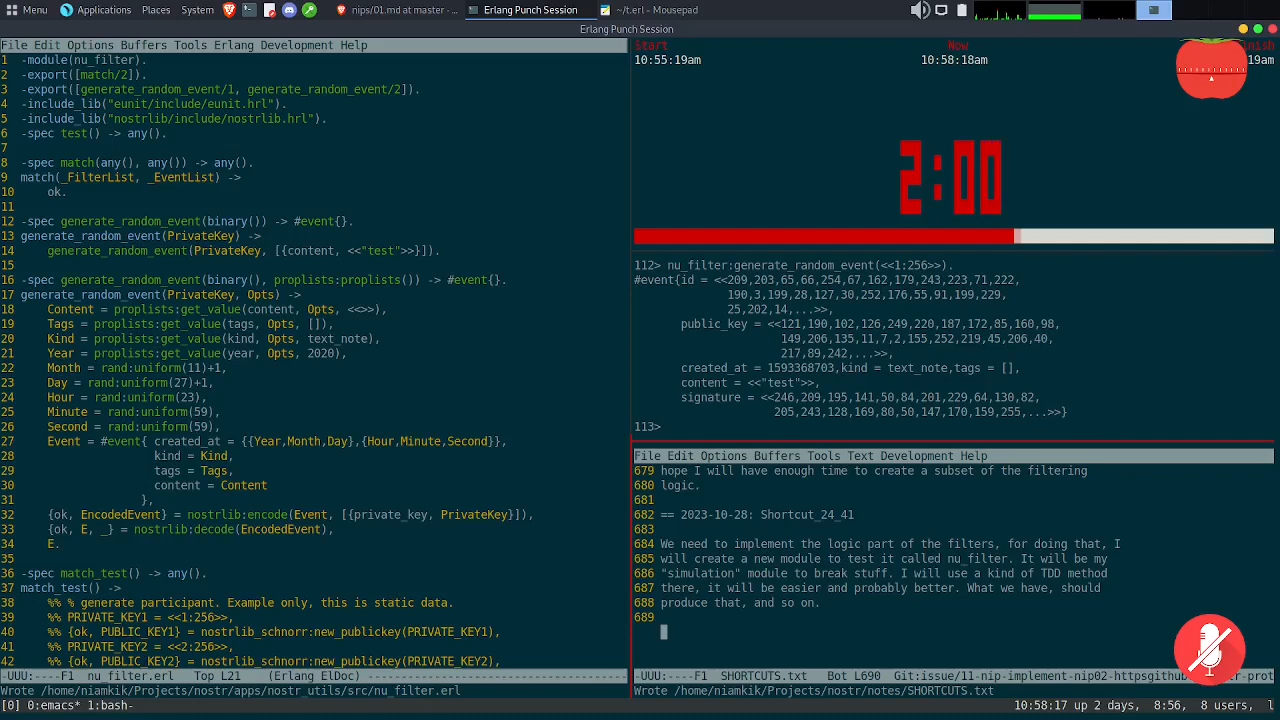 Menu Applications Places System nips/01.md at master - ... Erlang Punch Session ~/t.erl - Mousepad
Erlang Punch Session
File Edit Options Buffers Tools Erlang Development Help
1 -module(nu_filter).
2 -export([match/2]).
3 -export([generate_random_event/1, generate_random_event/2]).
4 -include_lib("eunit/include/eunit.hrl").
5 -include_lib("nostrlib/include/nostrlib.hrl").
6 -spec test() -> any().
7
8 -spec match(any(), any()) -> any().
9 match(_FilterList, _EventList) ->
10 ok.
11
12 -spec generate_random_event(binary()) -> #event{}.
13 generate_random_event(PrivateKey) ->
14 generate_random_event(PrivateKey, [{content, <<"test">>}]).
15
16 -spec generate_random_event(binary(), proplists:proplists()) -> #event{}.
17 generate_random_event(PrivateKey, Opts) ->
18 Content = proplists:get_value(content, Opts, <<>>),
19 Tags = proplists:get_value(tags, Opts, []),
20 Kind = proplists:get_value(kind, Opts, text_note),
21 Year = proplists:get_value(year, Opts, 2020),
22 Month = rand:uniform(11)+1,
23 Day = rand:uniform(27)+1,
24 Hour = rand:uniform(23),
25 Minute = rand:uniform(59),
26 Second = rand:uniform(59),
27 Event = #event{ created_at = {{Year,Month,Day},{Hour,Minute,Second}},
28 kind = Kind,
29 tags = Tags,
30 content = Content
31 },
32 {ok, EncodedEvent} = nostrlib:encode(Event, [{private_key, PrivateKey}]),
33 {ok, E, _} = nostrlib:decode(EncodedEvent),
34 E.
35
36 -spec match_test() -> any().
37 match_test() ->
38 %% % generate participant. Example only, this is static data.
39 %% PRIVATE_KEY1 = <<1:256>>,
40 %% {ok, PUBLIC_KEY1} = nostrlib_schnorr:new_publickey(PRIVATE_KEY1),
41 %% PRIVATE_KEY2 = <<2:256>>,
42 %% {ok, PUBLIC_KEY2} = nostrlib_schnorr:new_publickey(PRIVATE_KEY2),
-UUU:----F1 nu_filter.erl Top L21 (Erlang ElDoc) ------------------------
Wrote /home/niamkik/Projects/nostr/apps/nostr_utils/src/nu_filter.erl
Start Now inish
10:55:19am 10:58:18am 19am
2:00
112> nu_filter:generate_random_event(<<1:256>>).
#event{id = <<209,203,65,66,254,67,162,179,243,223,71,222,
190,3,199,28,127,30,252,176,55,91,199,229,
25,202,14,...>>,
public_key = <<121,190,102,126,249,220,187,172,85,160,98,
149,206,135,11,7,2,155,252,219,45,206,40,
217,89,242,...>>,
created_at = 1593368703,kind = text_note,tags = [],
content = <<"test">>,
signature = <<246,209,195,141,50,84,201,229,64,130,82,
205,243,128,169,80,50,147,170,159,255,...>>}
113>
File Edit Options Buffers Tools Text Development Help
679 hope I will have enough time to create a subset of the filtering
680 logic.
681
682 == 2023-10-28: Shortcut_24_41
683
684 We need to implement the logic part of the filters, for doing that, I
685 will create a new module to test it called nu_filter. It will be my
686 "simulation" module to break stuff. I will use a kind of TDD method
687 there, it will be easier and probably better. What we have, should
688 produce that, and so on.
689
-UUU:----F1 SHORTCUTS.txt Bot L690 Git:issue/11-nip-implement-nip02-httpsgithub er-prot
Wrote /home/niamkik/Projects/nostr/notes/SHORTCUTS.txt
[0] 0:emacs* 1:bash- 10:58:17 up 2 days, 8:56, 8 users, l